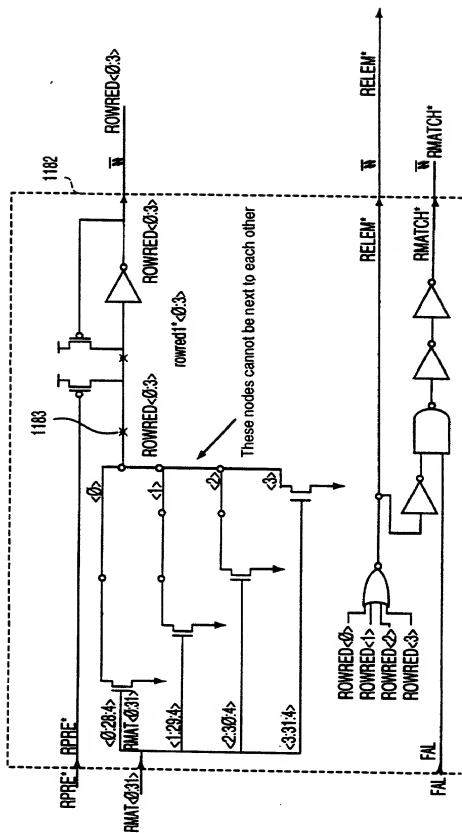 1182
1183
RPRE*
RPRE*
ROWRED<0:3>
ROWRED<0:3>
ROWRED<0:3>
rowred1*<0:3>
These nodes cannot be next to each other
<0>
<1>
<2>
<3>
<0:28:4>
RMAT<0:31>
RMAT<0:31>
<1:29:4>
<2:30:4>
<3:31:4>
ROWRED<0>
ROWRED<1>
ROWRED<2>
ROWRED<3>
RELEM*
RELEM*
RELEM*
RMATCH*
RMATCH*
FAL
FAL